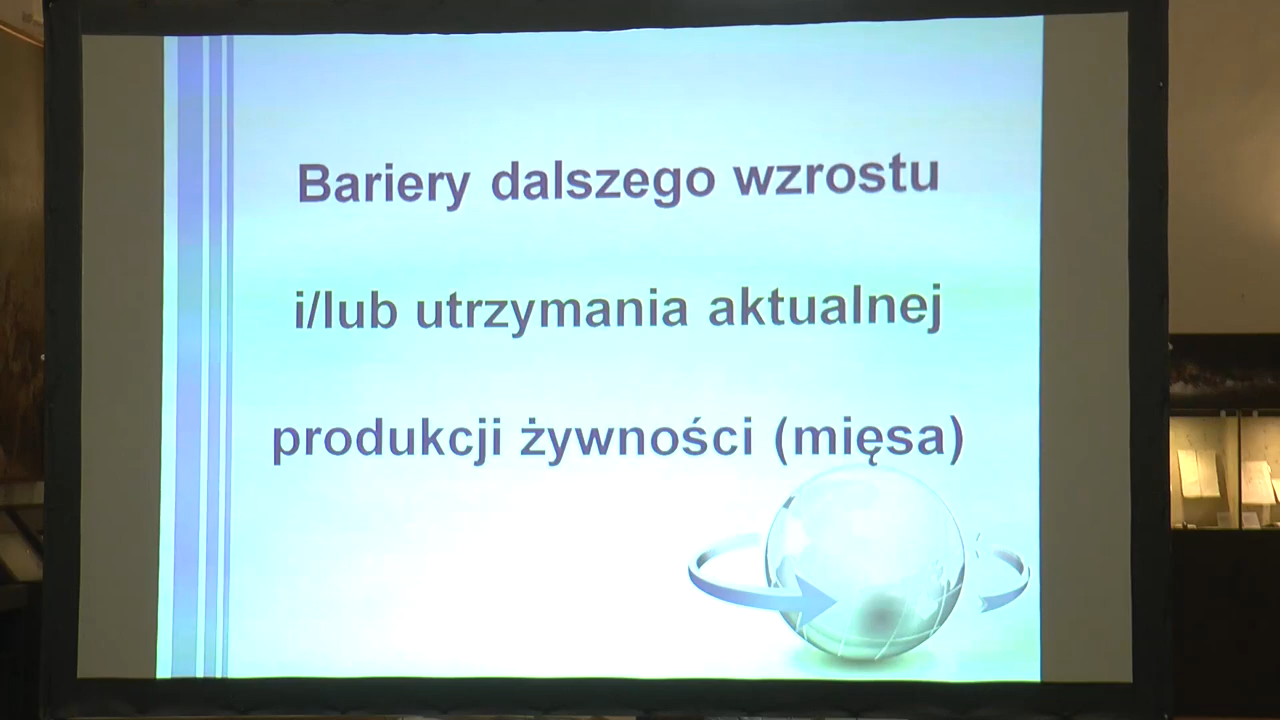 Bariery dalszego wzrostu
i/lub utrzymania aktualnej
produkcji żywności (mięsa)